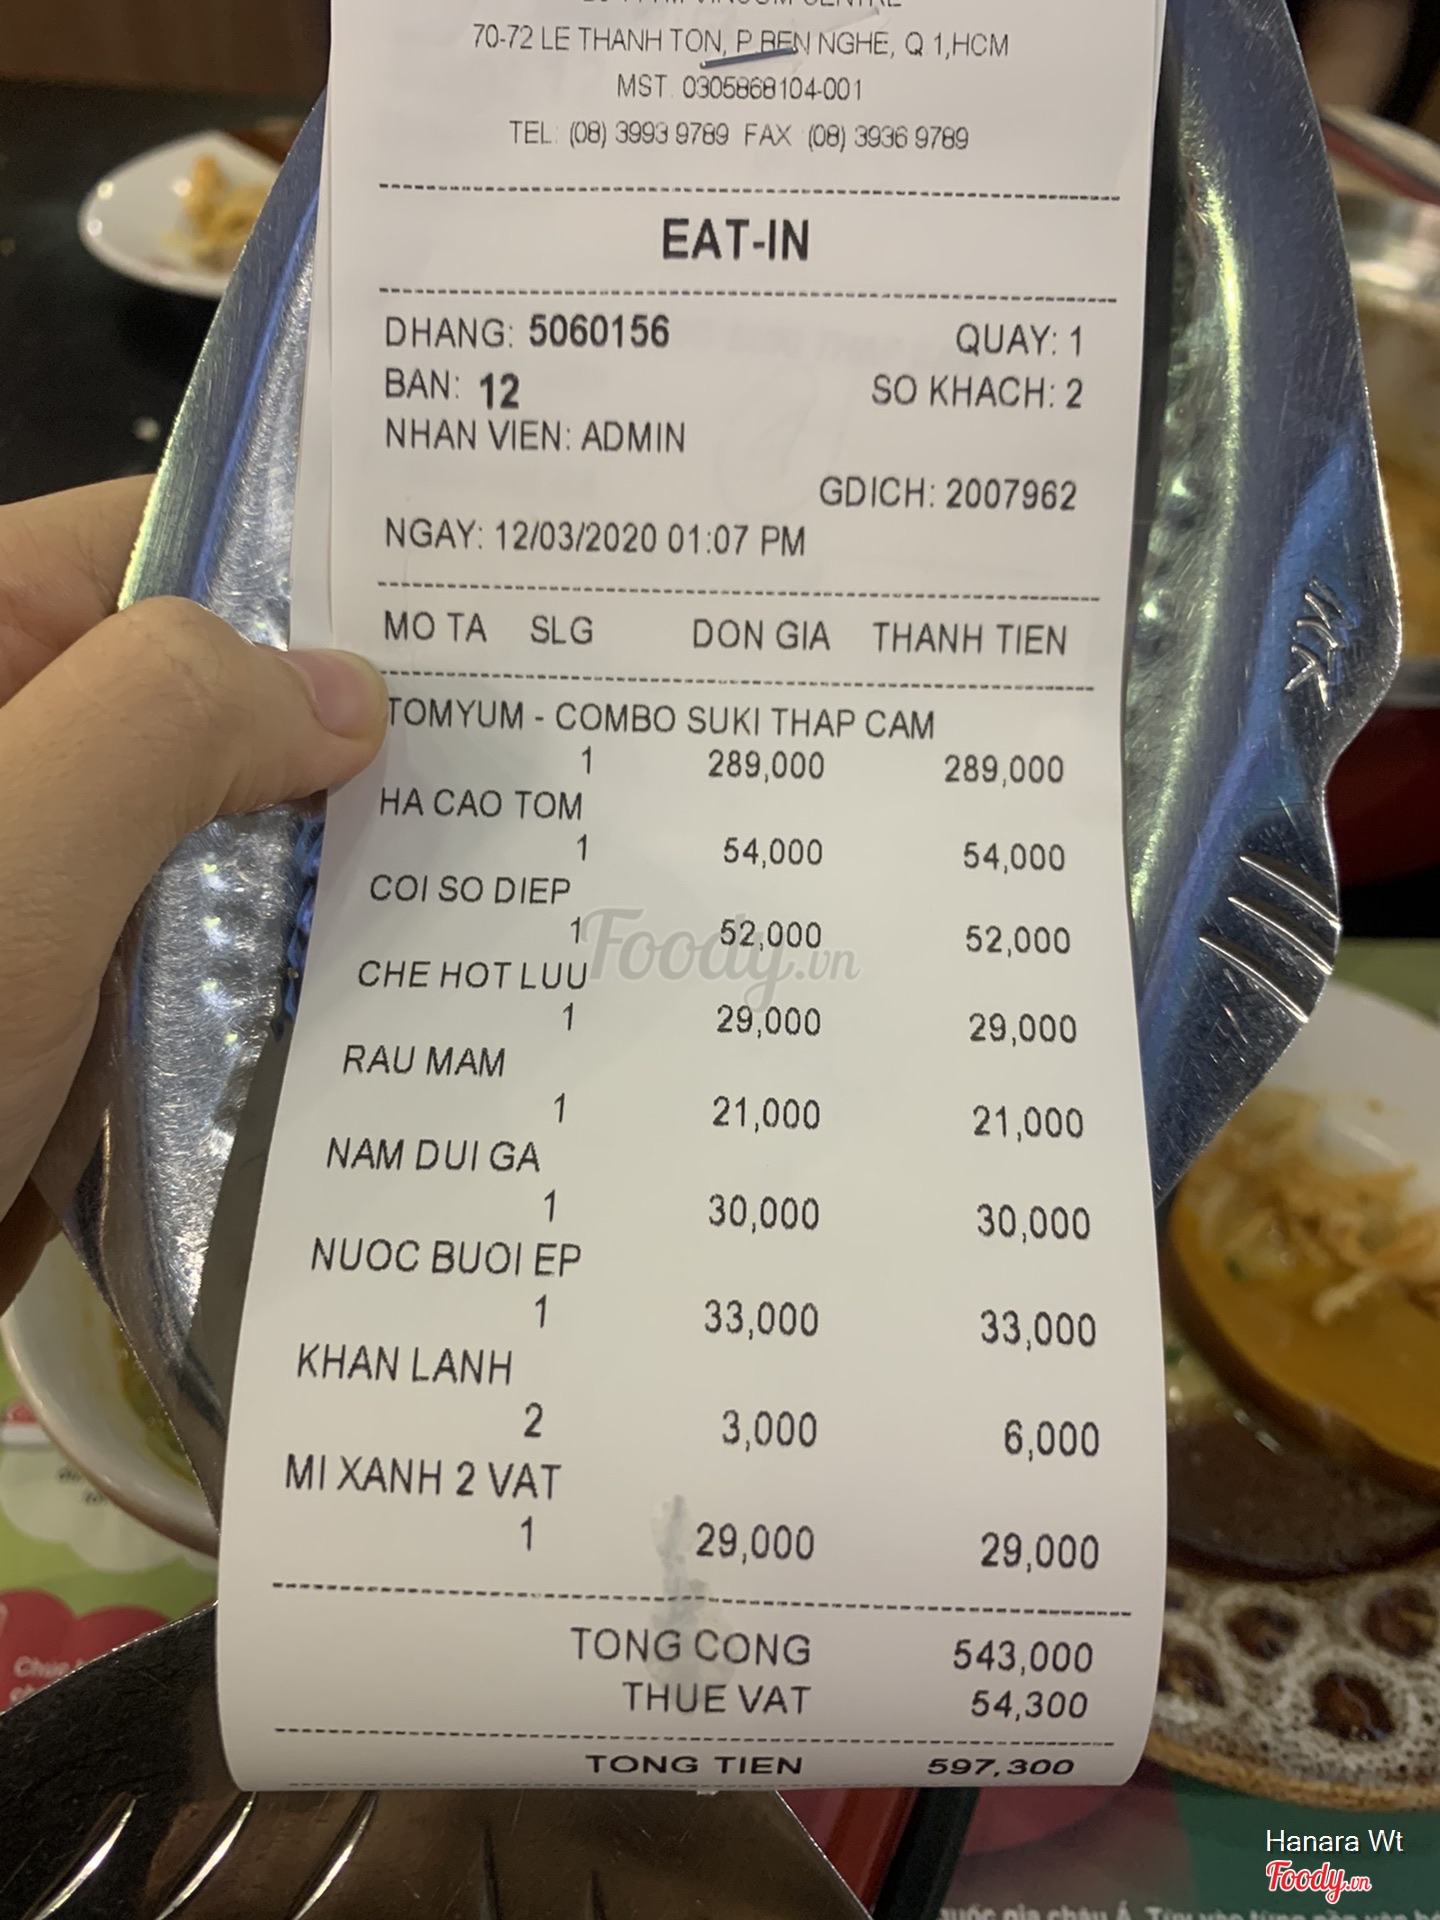 VINCOM CENTRE
70-72 LE THANH TON, P.BEN NGHE, Q.1,HCM
MST. 0305868104-001
TEL: (08) 3993 9789 FAX (08) 3936 9789
EAT-IN
DHANG: 5060156 QUAY: 1
BAN: 12 SO KHACH: 2
NHAN VIEN: ADMIN
GDICH: 2007962
NGAY: 12/03/2020 01:07 PM
MO TA SLG DON GIA THANH TIEN
TOMYUM - COMBO SUKI THAP CAM
1 289,000 289,000
HA CAO TOM
1 54,000 54,000
COI SO DIEP
1 52,000 52,000
CHE HOT LUU
1 29,000 29,000
RAU MAM
1 21,000 21,000
NAM DUI GA
1 30,000 30,000
NUOC BUOI EP
1 33,000 33,000
KHAN LANH
2 3,000 6,000
MI XANH 2 VAT
1 29,000 29,000
TONG CONG 543,000
THUE VAT 54,300
TONG TIEN 597,300
Foody.vn
MK
Hanara Wt
Foody.vn